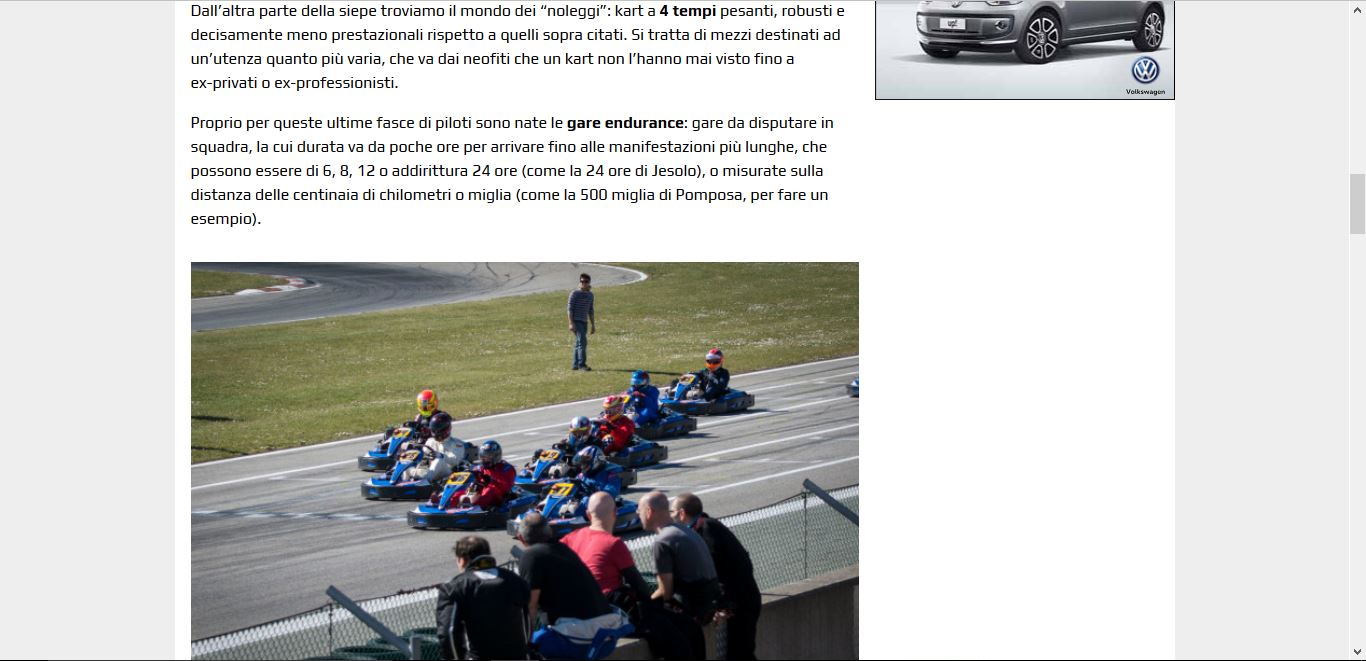 Dall’altra parte della siepe troviamo il mondo dei “noleggi”: kart a 4 tempi pesanti, robusti e
decisamente meno prestazionali rispetto a quelli sopra citati. Si tratta di mezzi destinati ad
un’utenza quanto più varia, che va dai neofiti che un kart non l’hanno mai visto fino a
ex-privati o ex-professionisti.
Proprio per queste ultime fasce di piloti sono nate le gare endurance: gare da disputare in
squadra, la cui durata va da poche ore per arrivare fino alle manifestazioni più lunghe, che
possono essere di 6, 8, 12 o addirittura 24 ore (come la 24 ore di Jesolo), o misurate sulla
distanza delle centinaia di chilometri o miglia (come la 500 miglia di Pomposa, per fare un
esempio).
up!
Volkswagen